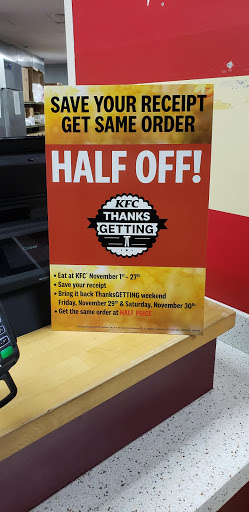 SAVE YOUR RECEIPT
GET SAME ORDER
HALF OFF!
KFC
THANKS
GETTING
• Eat at KFC® November 1st - 27th
• Save your receipt
• Bring it back ThanksGETTING weekend
Friday, November 29th & Saturday, November 30th
• Get the same order at HALF PRICE